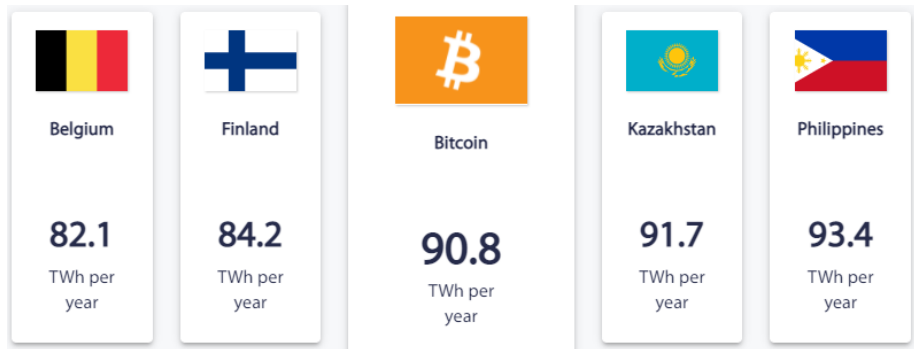 Belgium
82.1
TWh per
year
Finland
84.2
TWh per
year
Bitcoin
90.8
TWh per
year
Kazakhstan
91.7
TWh per
year
Philippines
93.4
TWh per
year